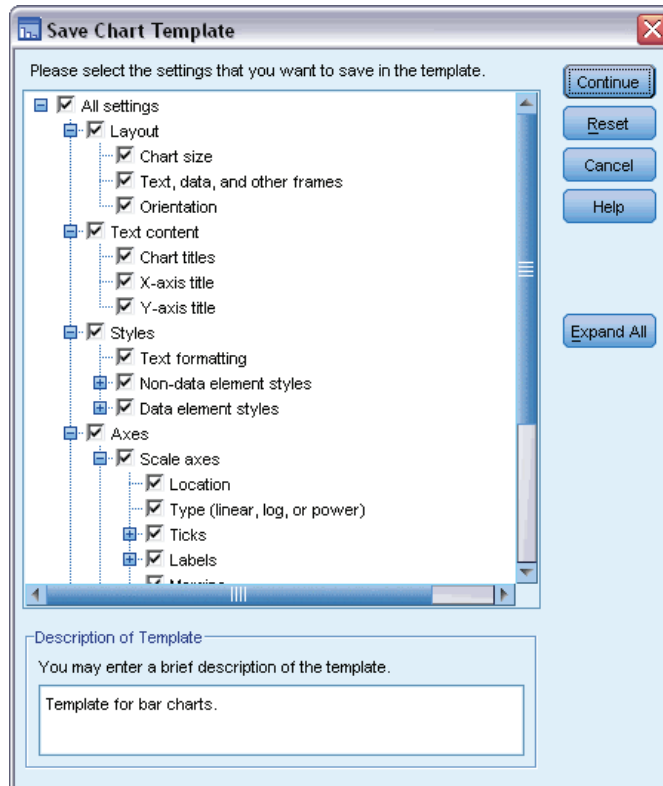 Save Chart Template
Please select the settings that you want to save in the template.
All settings
Layout
Chart size
Text, data, and other frames
Orientation
Text content
Chart titles
X-axis title
Y-axis title
Styles
Text formatting
Non-data element styles
Data element styles
Axes
Scale axes
Location
Type (linear, log, or power)
Ticks
Labels
Continue
Reset
Cancel
Help
Expand All
Description of Template
You may enter a brief description of the template.
Template for bar charts.